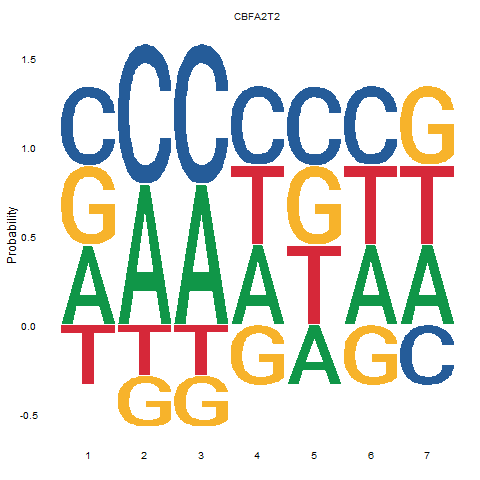 CBFA2T2
1.5
1.0
0.5
0.0
-0.5
Probability
C C C C C C G
G A A T G T T
A T T A T A A
T G G G A G C
1 2 3 4 5 6 7